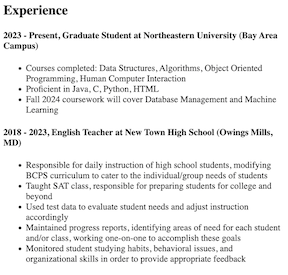 Experience
2023 - Present, Graduate Student at Northeastern University (Bay Area
Campus)
• Courses completed: Data Structures, Algorithms, Object Oriented
Programming, Human Computer Interaction
• Proficient in Java, C, Python, HTML
• Fall 2024 coursework will cover Database Management and Machine
Learning
2018 - 2023, English Teacher at New Town High School (Owings Mills,
MD)
• Responsible for daily instruction of high school students, modifying
BCPS curriculum to cater to the individual/group needs of students
• Taught SAT class, responsible for preparing students for college and
beyond
• Used test data to evaluate student needs and adjust instruction
accordingly
• Maintained progress reports, identifying areas of need for each student
and/or class, working one-on-one to accomplish these goals
• Monitored student studying habits, behavioral issues, and
organizational skills in order to provide appropriate feedback